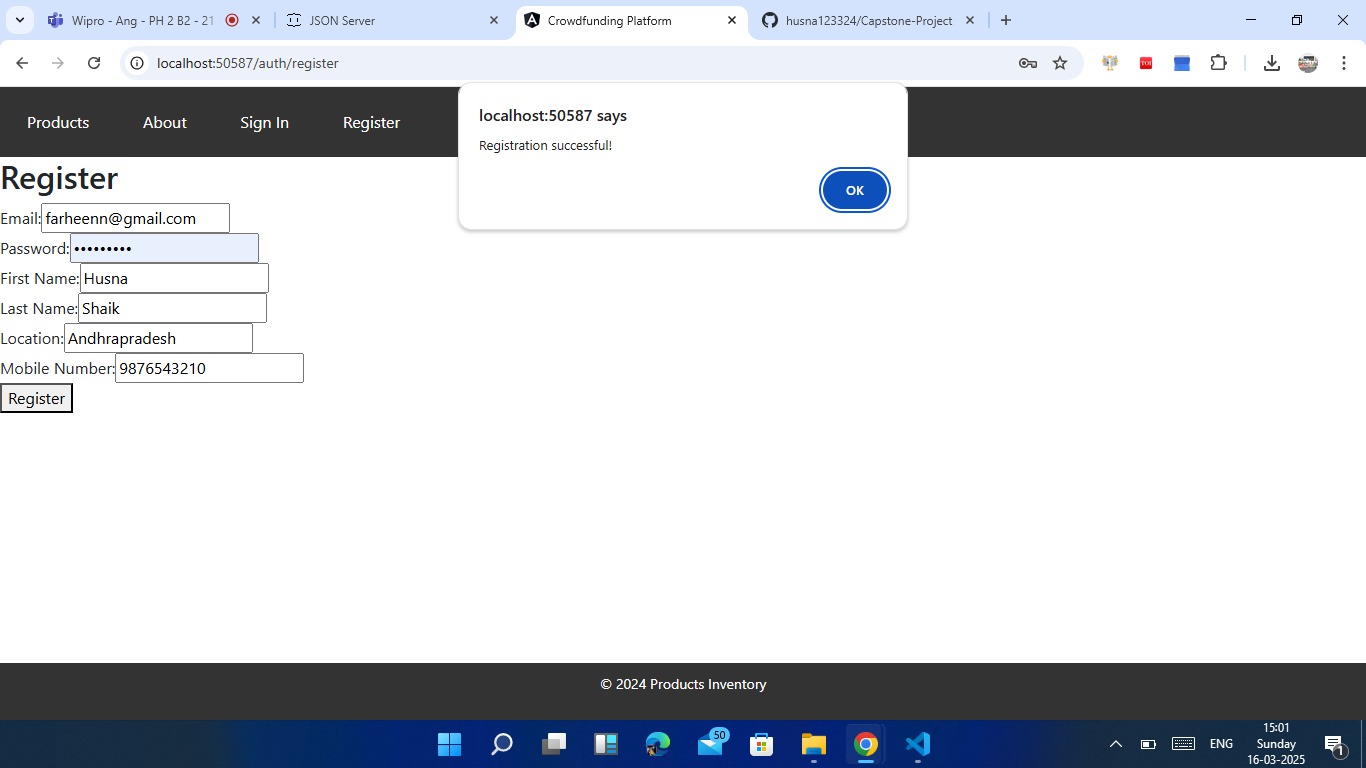 Wipro - Ang - PH 2 B2 - 21
JSON Server
Crowdfunding Platform
husna123324/Capstone-Project
localhost:50587/auth/register
TOI
Products
About
Sign In
Register
localhost:50587 says
Registration successful!
OK
Register
Email:farheenn@gmail.com
Password:•••••••••
First Name:Husna
Last Name:Shaik
Location:Andhrapradesh
Mobile Number:9876543210
Register
© 2024 Products Inventory
50
ENG
15:01
Sunday
16-03-2025
1